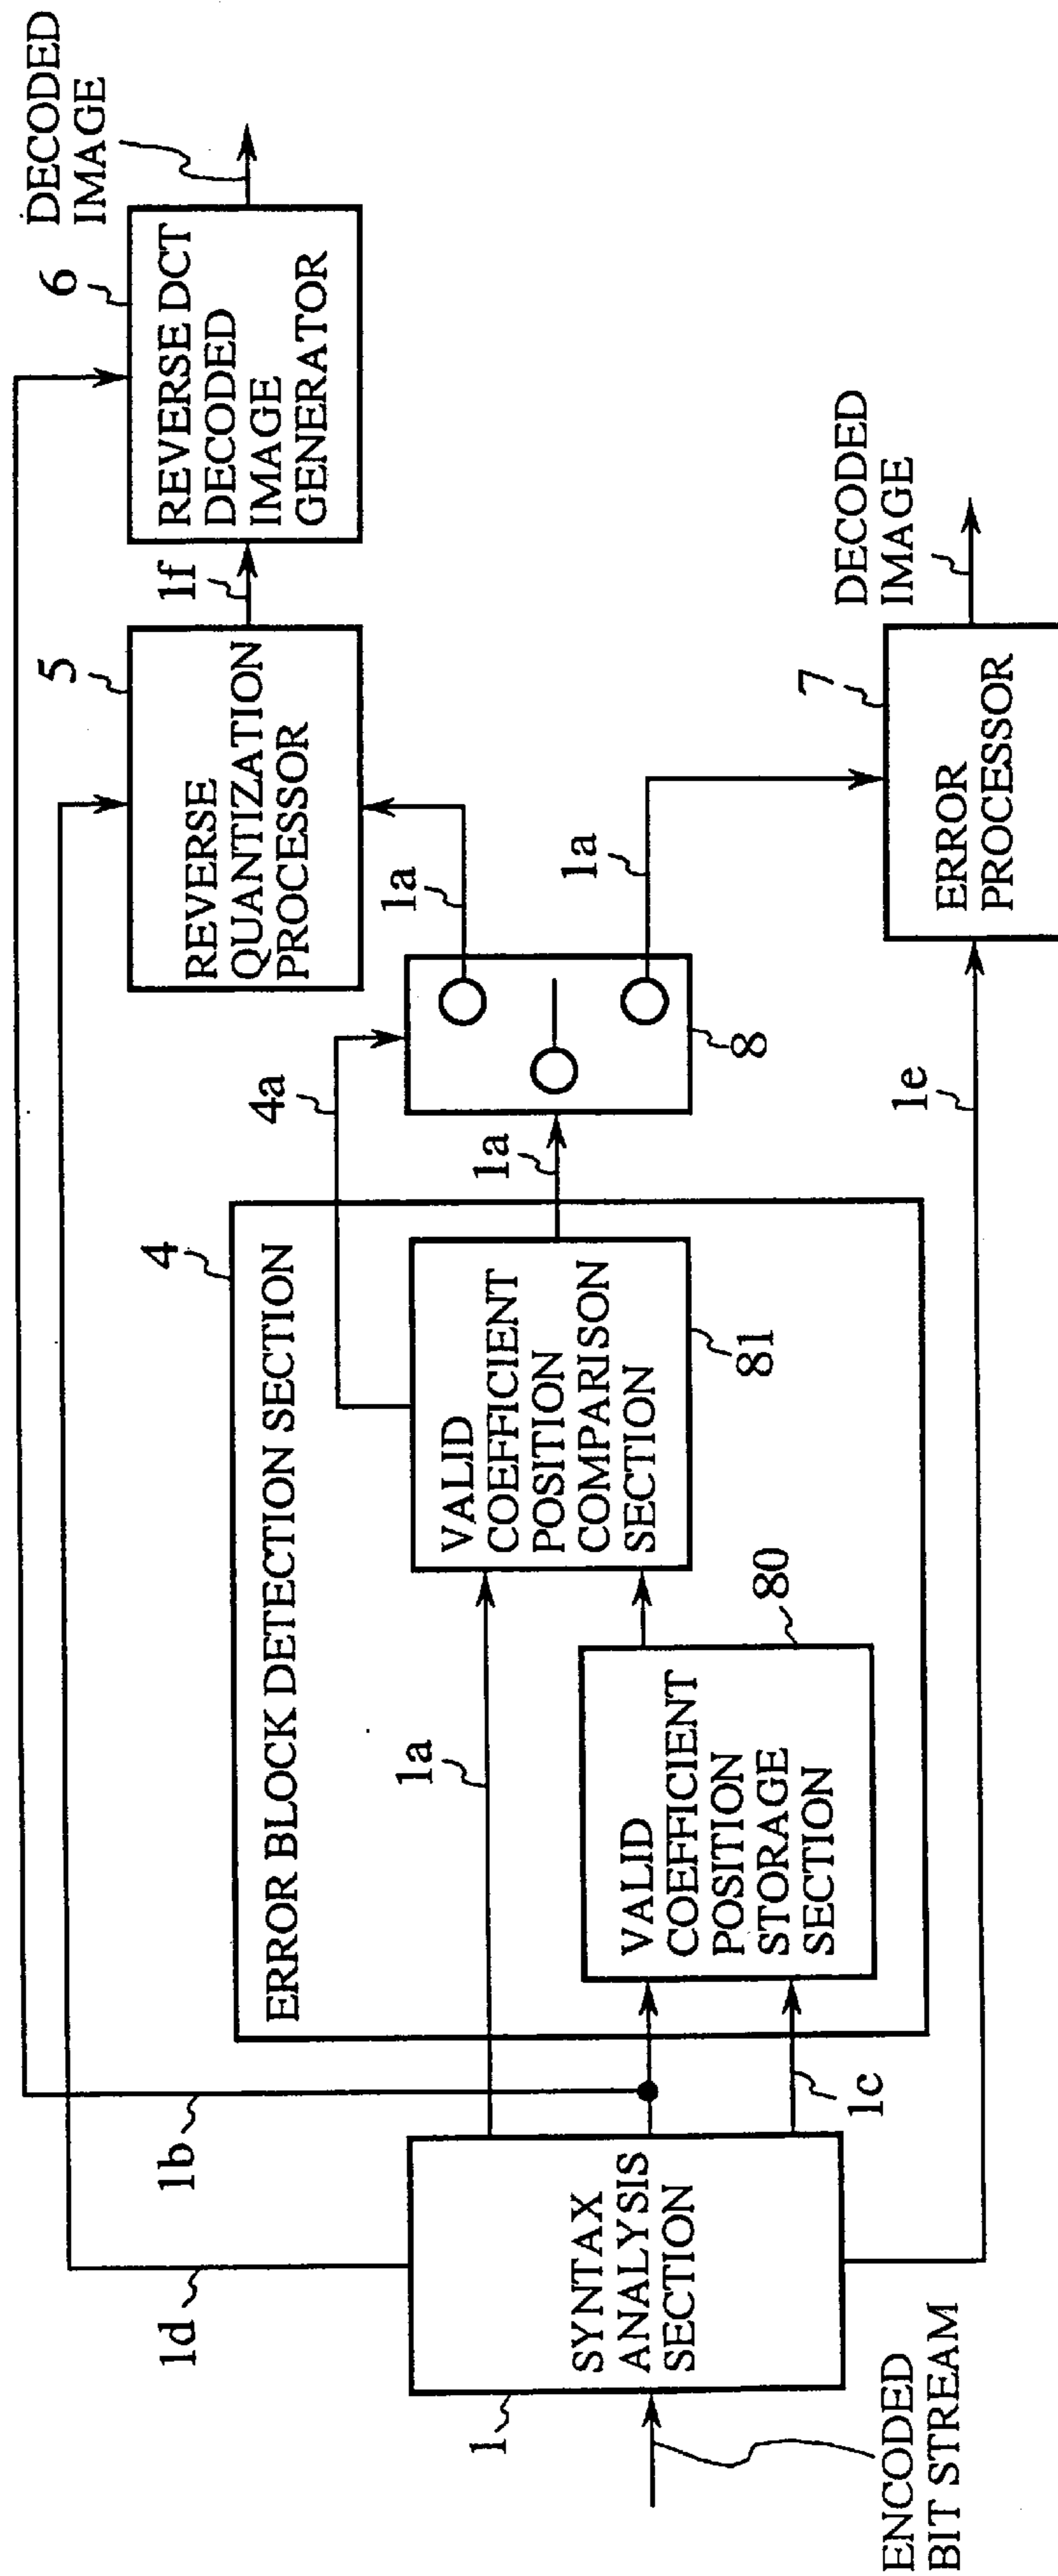 ENCODED
BIT STREAM
1
SYNTAX
ANALYSIS
SECTION
1d
1b
1a
1c
4
ERROR BLOCK DETECTION SECTION
VALID
COEFFICIENT
POSITION
STORAGE
SECTION
80
VALID
COEFFICIENT
POSITION
COMPARISON
SECTION
81
4a
1a
8
1a
1a
1e
5
REVERSE
QUANTIZATION
PROCESSOR
1f
6
REVERSE DCT
DECODED
IMAGE
GENERATOR
DECODED
IMAGE
7
ERROR
PROCESSOR
DECODED
IMAGE